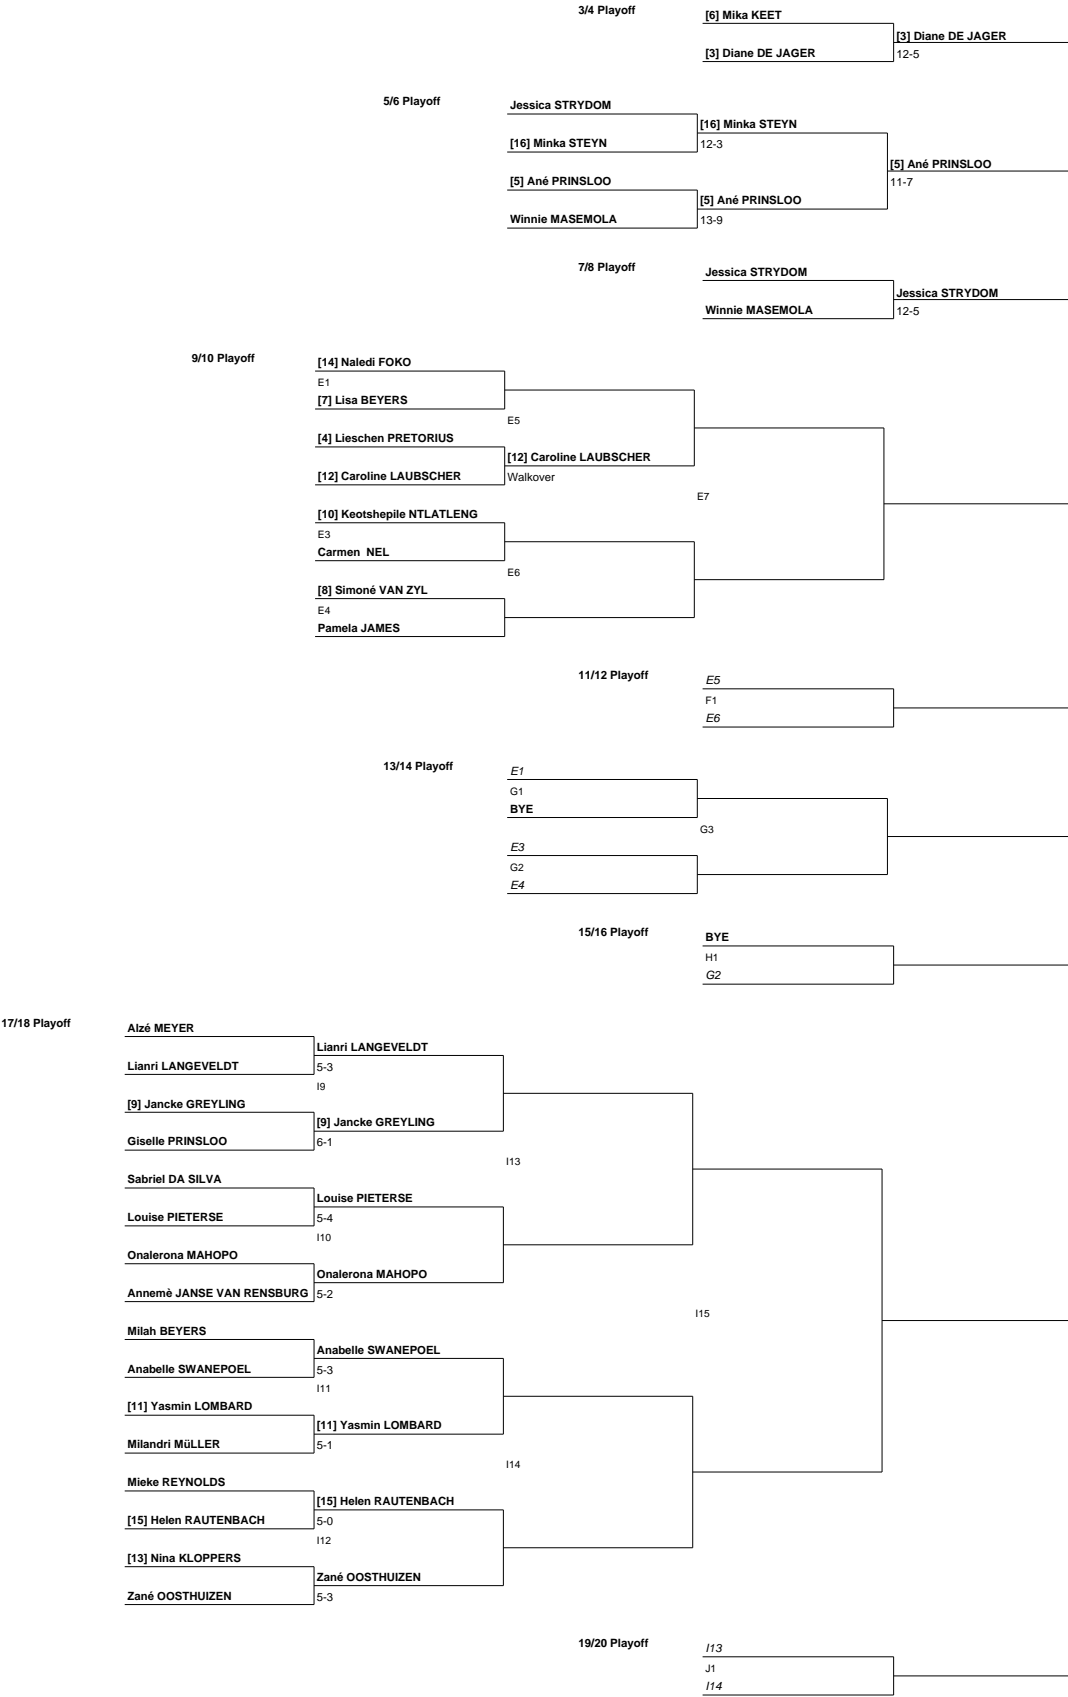 3/4 Playoff
[6] Mika KEET
[3] Diane DE JAGER
[3] Diane DE JAGER
12-5
5/6 Playoff
Jessica STRYDOM
[16] Minka STEYN
[16] Minka STEYN
12-3
[5] Ané PRINSLOO
11-7
[5] Ané PRINSLOO
[5] Ané PRINSLOO
Winnie MASEMOLA
13-9
7/8 Playoff
Jessica STRYDOM
Jessica STRYDOM
Winnie MASEMOLA
12-5
9/10 Playoff
[14] Naledi FOKO
E1
[7] Lisa BEYERS
E5
[4] Lieschen PRETORIUS
[12] Caroline LAUBSCHER
[12] Caroline LAUBSCHER
Walkover
E7
[10] Keotshepile NTLATLENG
E3
Carmen NEL
E6
[8] Simoné VAN ZYL
E4
Pamela JAMES
11/12 Playoff
E5
F1
E6
13/14 Playoff
E1
G1
BYE
G3
E3
G2
E4
15/16 Playoff
BYE
H1
G2
17/18 Playoff
Alzé MEYER
Lianri LANGEVELDT
Lianri LANGEVELDT
5-3
I9
[9] Jancke GREYLING
[9] Jancke GREYLING
Giselle PRINSLOO
6-1
I13
Sabriel DA SILVA
Louise PIETERSE
Louise PIETERSE
5-4
I10
Onalerona MAHOPO
Onalerona MAHOPO
Annemè JANSE VAN RENSBURG
5-2
I15
Milah BEYERS
Anabelle SWANEPOEL
Anabelle SWANEPOEL
5-3
I11
[11] Yasmin LOMBARD
[11] Yasmin LOMBARD
Milandri MüLLER
5-1
I14
Mieke REYNOLDS
[15] Helen RAUTENBACH
[15] Helen RAUTENBACH
5-0
I12
[13] Nina KLOPPERS
Zané OOSTHUIZEN
Zané OOSTHUIZEN
5-3
19/20 Playoff
I13
J1
I14